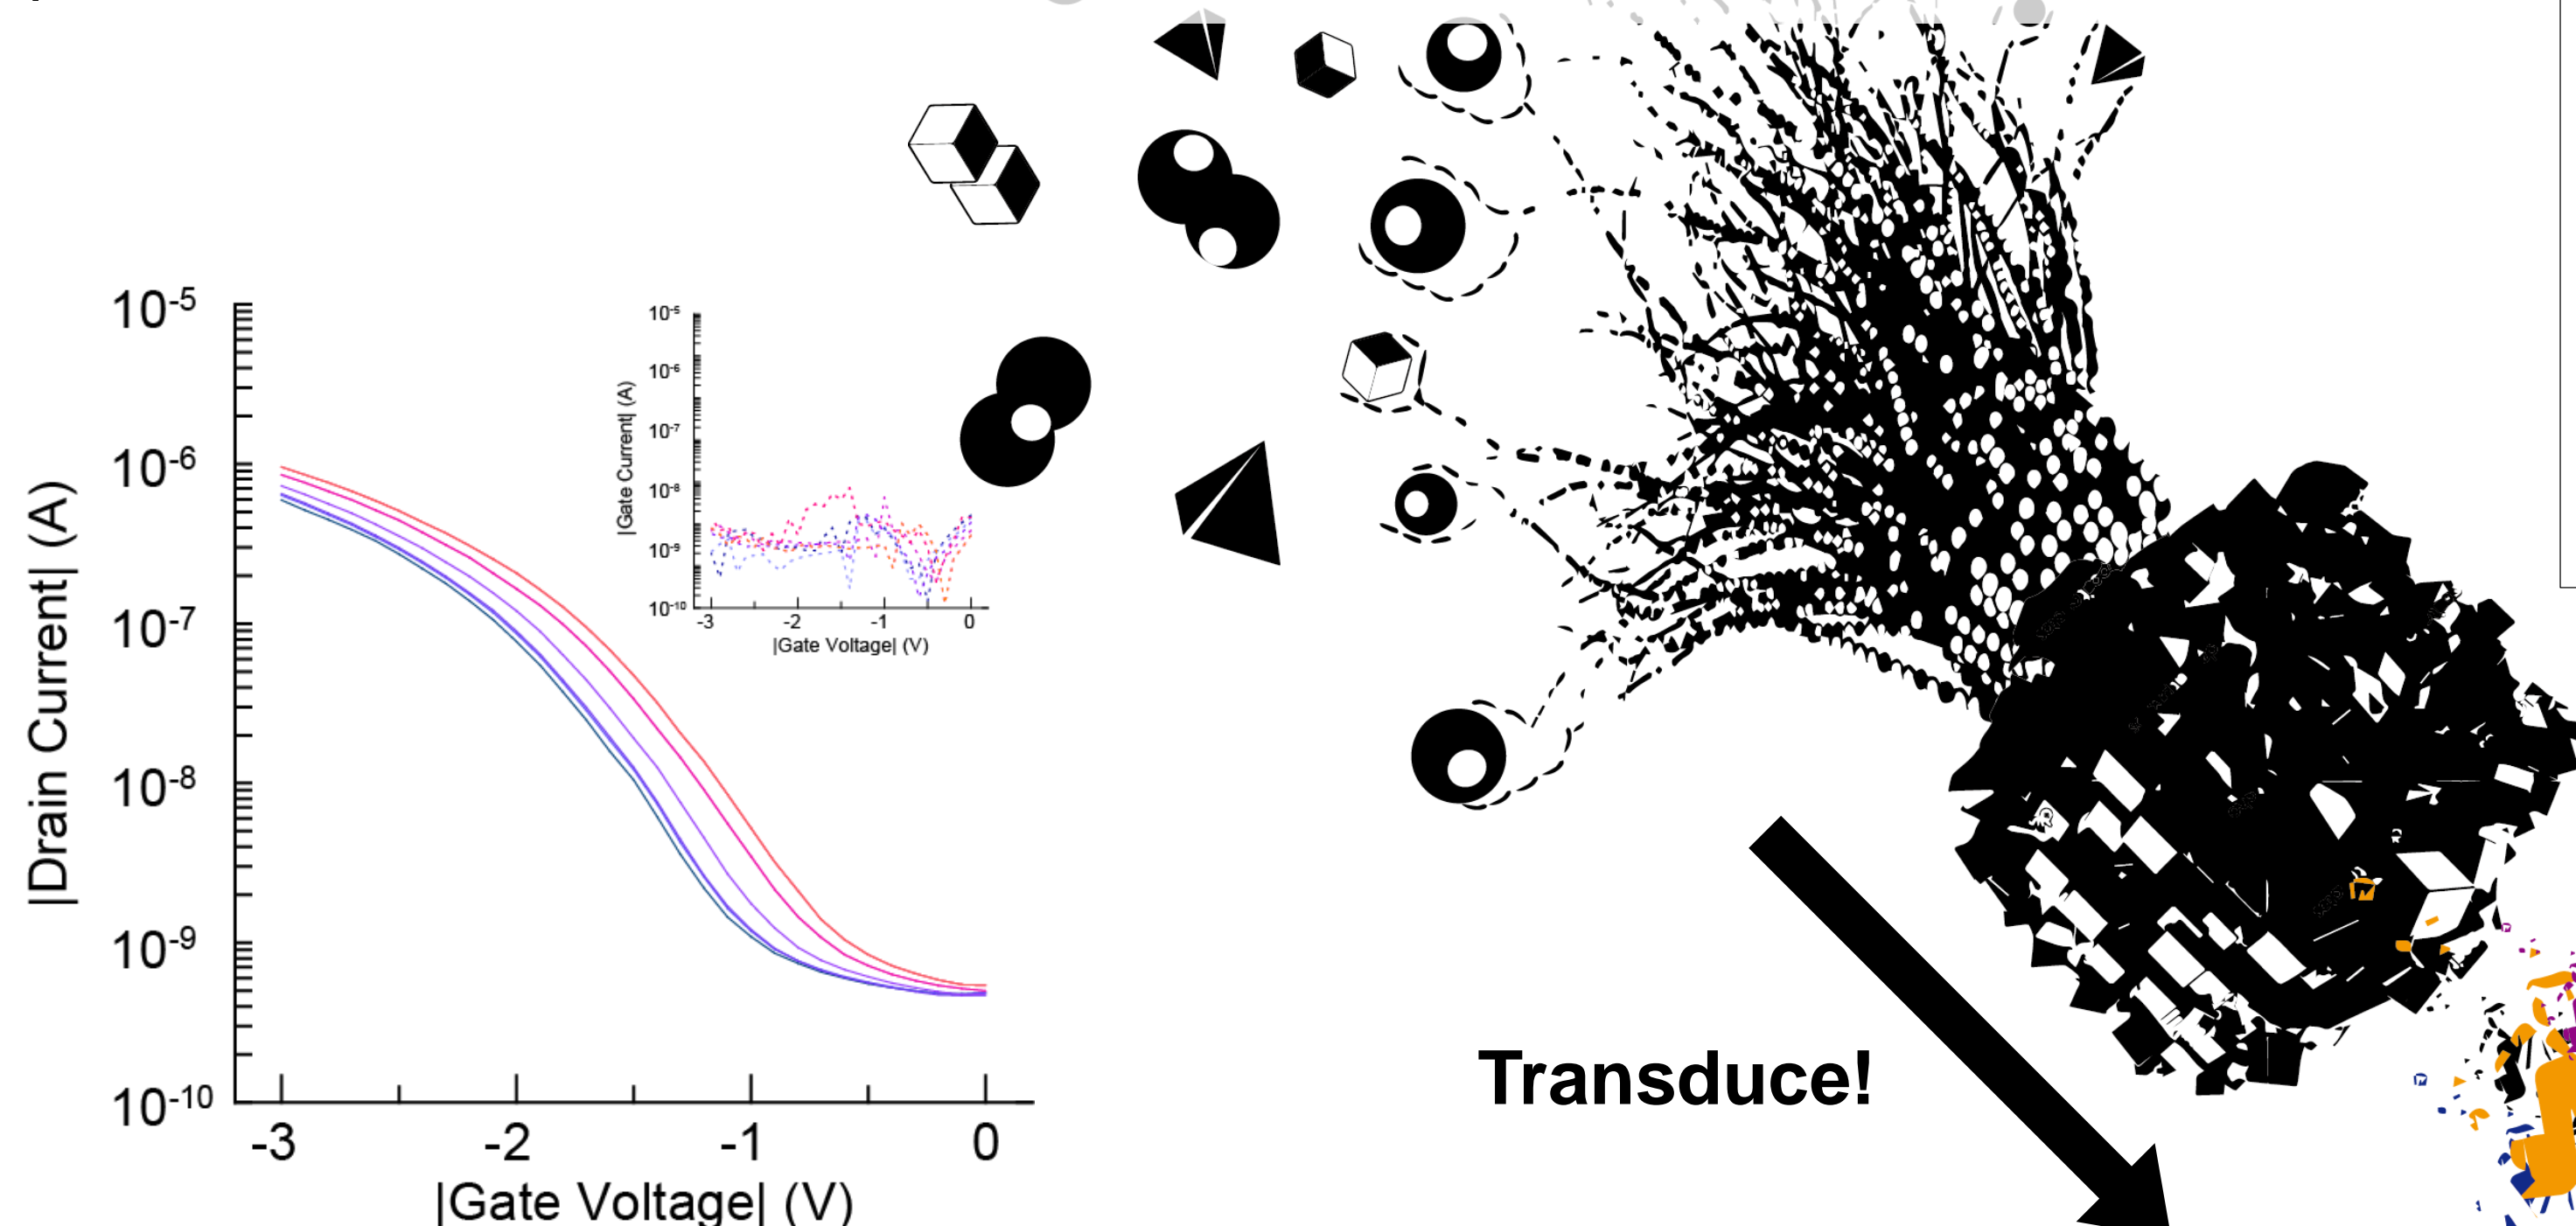 10-5
10-6
10-7
10-8
10-9
10-10
|Drain Current| (A)
-3 -2 -1 0
|Gate Voltage| (V)
10-5
10-6
10-7
10-8
10-9
10-10
|Gate Current| (A)
-3 -2 -1 0
|Gate Voltage| (V)
Transduce!